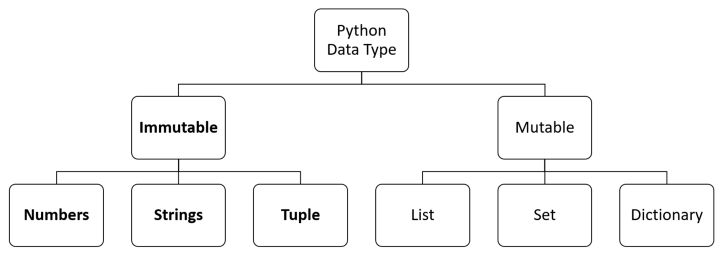 Python
Data Type
Immutable
Mutable
Numbers
Strings
Tuple
List
Set
Dictionary